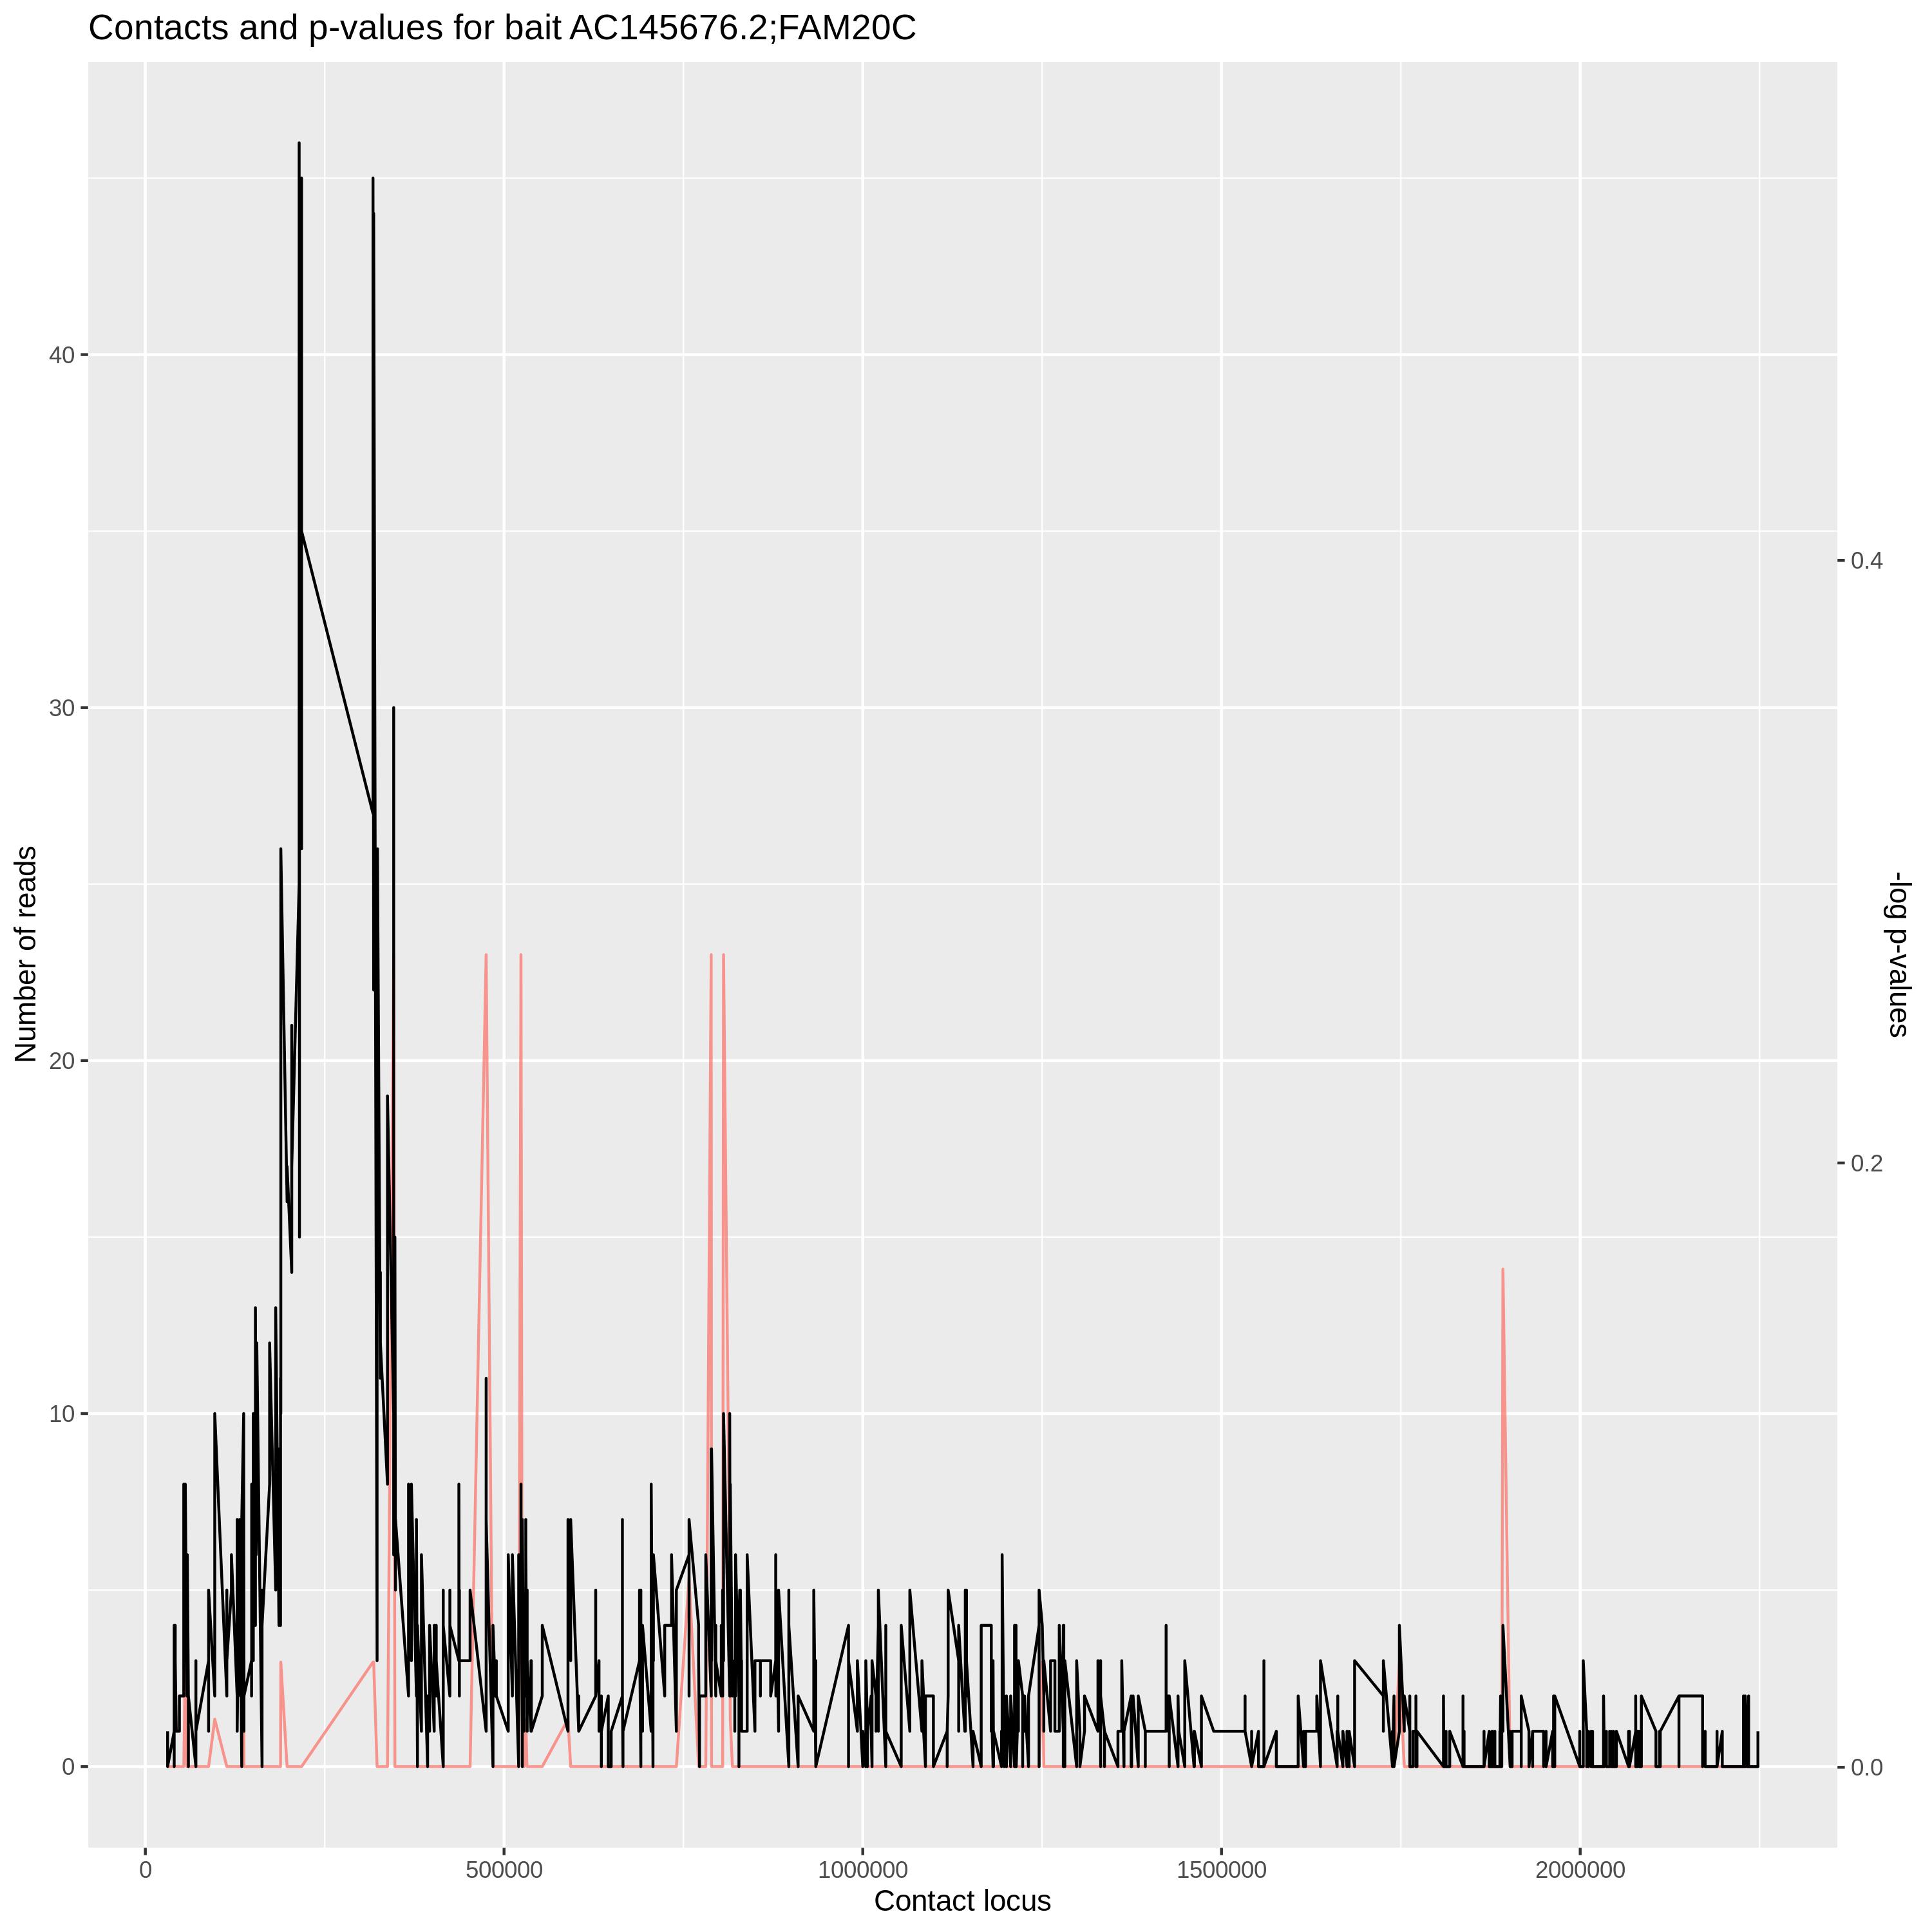 Contacts and p-values for bait AC145676.2;FAM20C
Number of reads
40
30
20
10
0
0.4
0.2
0.0
-log p-values
0 500000 1000000 1500000 2000000
Contact locus